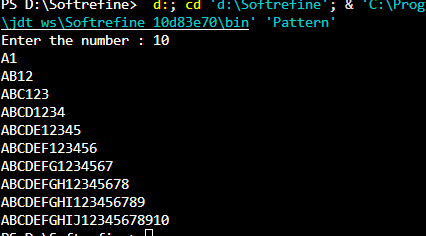 PS D:\Softrefine>  d:; cd 'd:\Softrefine'; & 'C:\Prog
\jdt_ws\Softrefine_10d83e70\bin' 'Pattern'
Enter the number : 10
A1
AB12
ABC123
ABCD1234
ABCDE12345
ABCDEF123456
ABCDEFG1234567
ABCDEFGH12345678
ABCDEFGHI123456789
ABCDEFGHIJ12345678910
PS D:\Softrefine>